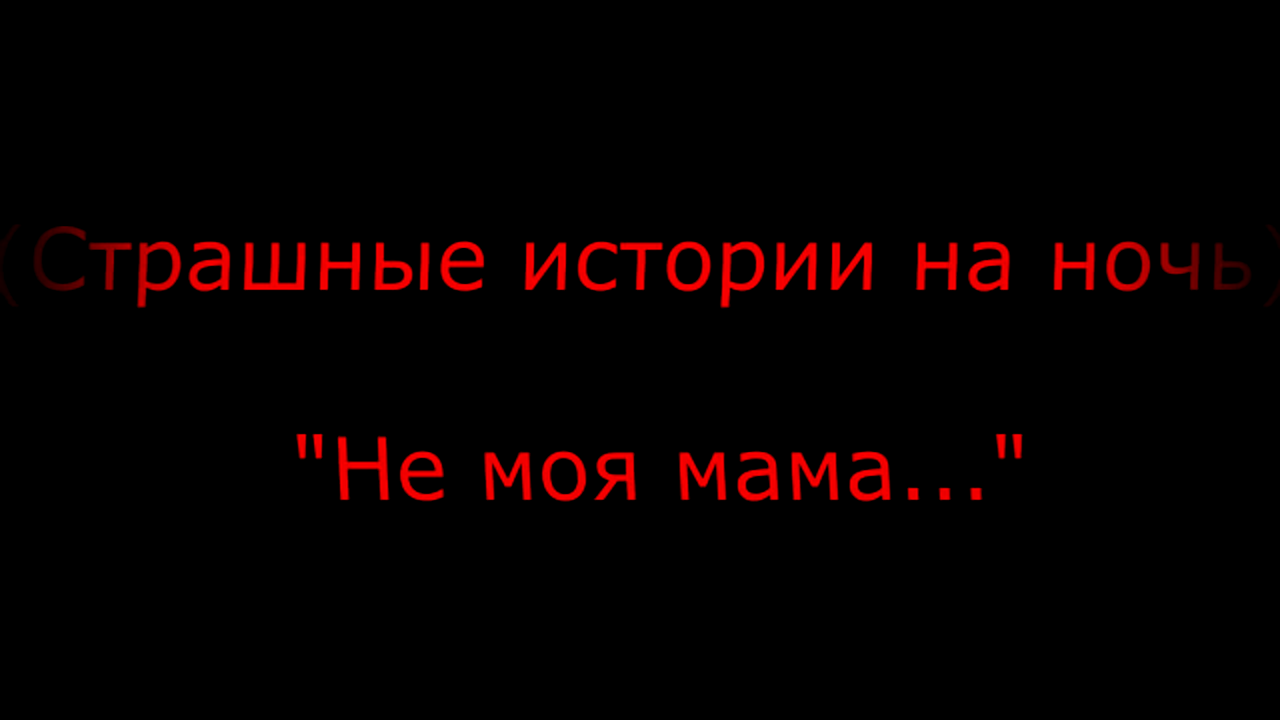 (Страшные истории на ночь)
"Не моя мама..."